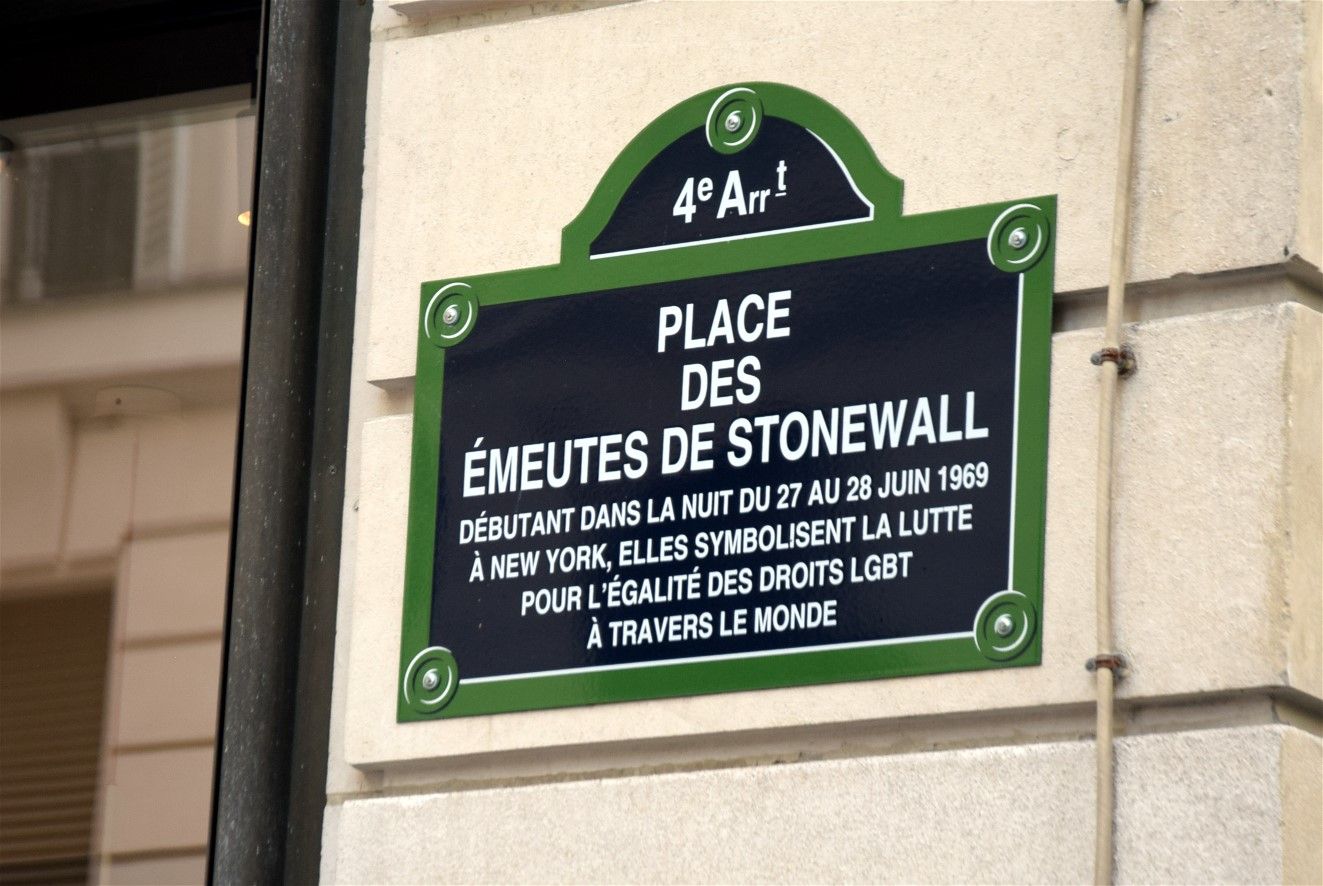 4e Arrt
PLACE
DES
ÉMEUTES DE STONEWALL
DÉBUTANT DANS LA NUIT DU 27 AU 28 JUIN 1969
À NEW YORK, ELLES SYMBOLISENT LA LUTTE
POUR L'ÉGALITÉ DES DROITS LGBT
À TRAVERS LE MONDE